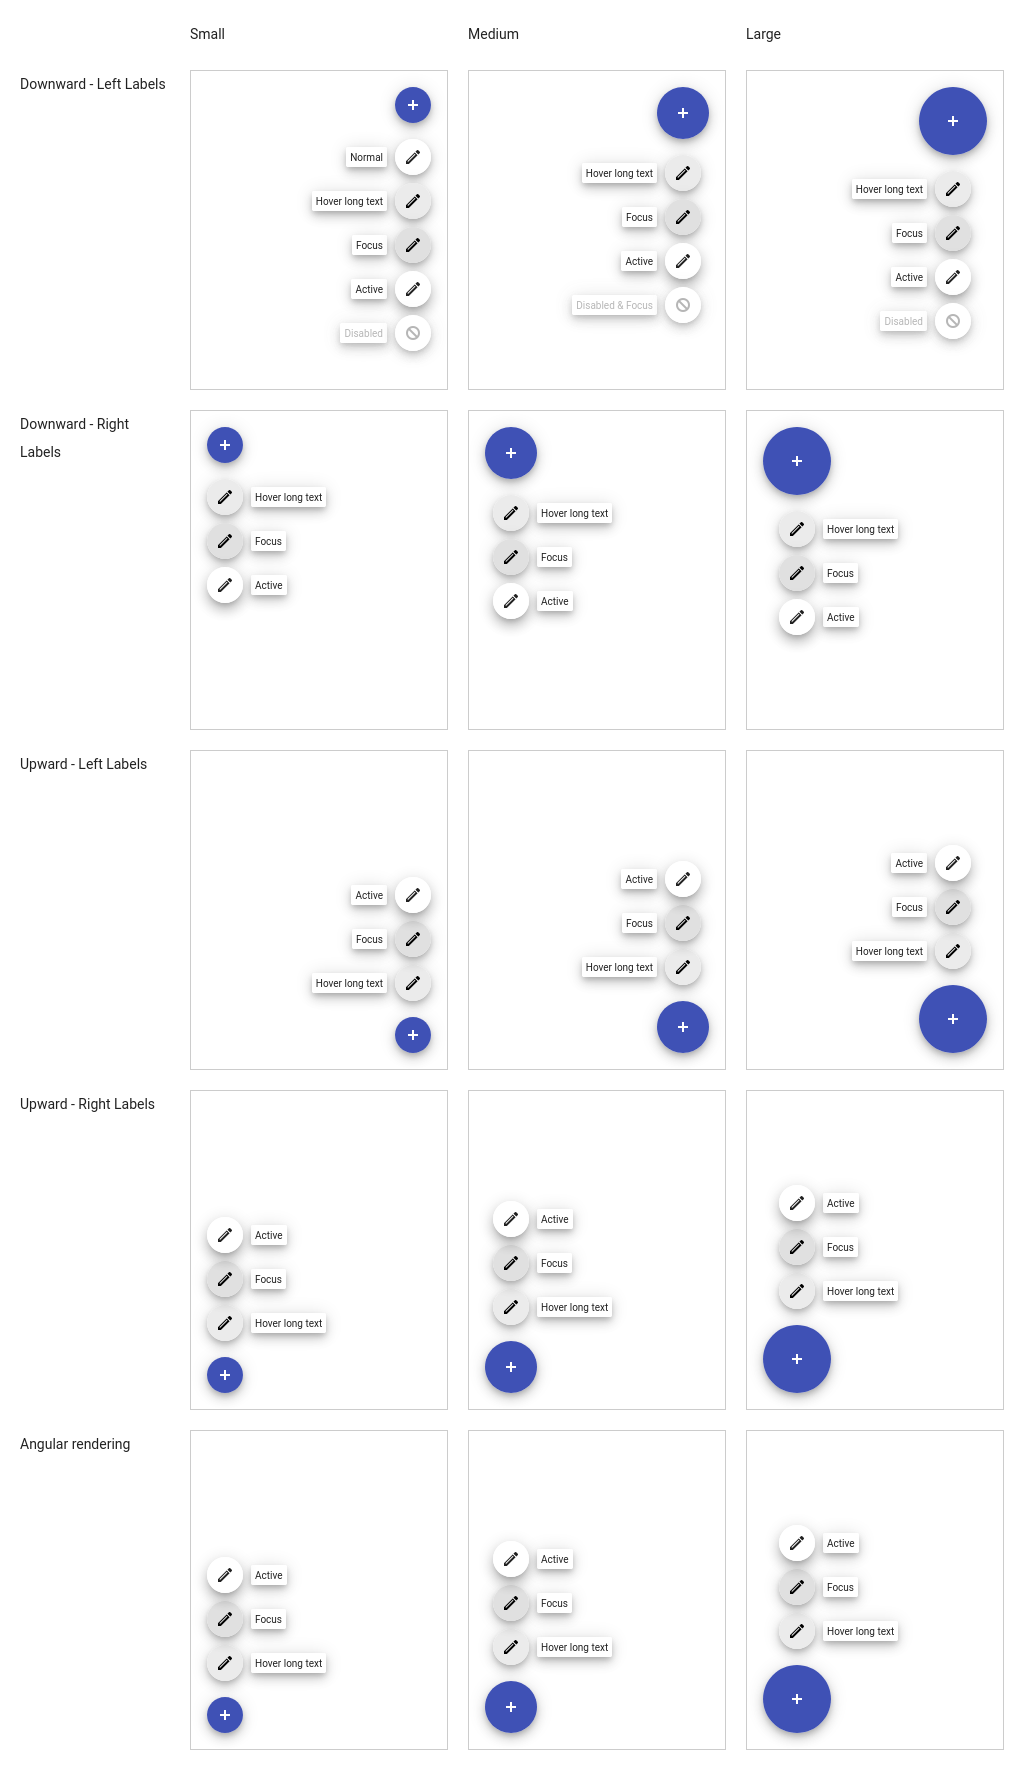 Small
Medium
Large
Downward - Left Labels
Normal
Hover long text
Focus
Active
Disabled
Hover long text
Focus
Active
Disabled & Focus
Hover long text
Focus
Active
Disabled
Downward - Right
Labels
Hover long text
Focus
Active
Hover long text
Focus
Active
Hover long text
Focus
Active
Upward - Left Labels
Active
Focus
Hover long text
Active
Focus
Hover long text
Active
Focus
Hover long text
Upward - Right Labels
Active
Focus
Hover long text
Active
Focus
Hover long text
Active
Focus
Hover long text
Angular rendering
Active
Focus
Hover long text
Active
Focus
Hover long text
Active
Focus
Hover long text